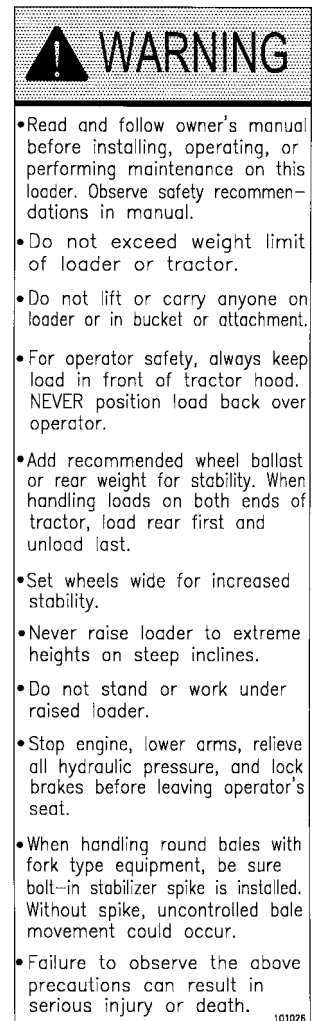 WARNING
•Read and follow owner's manual
before installing, operating, or
performing maintenance on this
loader. Observe safety recommen-
dations in manual.
•Do not exceed weight limit
of loader or tractor.
•Do not lift or carry anyone on
loader or in bucket or attachment.
•For operator safety, always keep
load in front of tractor hood.
NEVER position load back over
operator.
•Add recommended wheel ballast
or rear weight for stability. When
handling loads on both ends of
tractor, load rear first and
unload last.
•Set wheels wide for increased
stability.
•Never raise loader to extreme
heights on steep inclines.
•Do not stand or work under
raised loader.
•Stop engine, lower arms, relieve
all hydraulic pressure, and lock
brakes before leaving operator's
seat.
•When handling round bales with
fork type equipment, be sure
bolt-in stabilizer spike is installed.
Without spike, uncontrolled bale
movement could occur.
•Failure to observe the above
precautions can result in
serious injury or death.
101026